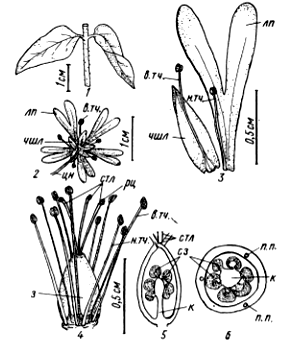 1 см
1
лп
в.тч.
чшл
цн
1 см
2
лп
в.тч.
н.тч.
чшл
0,5 см
3
стл
рц
в.тч.
н.тч.
з
0,5 см
4
стл
сз
к
5
п.п.
к
п.п.
6